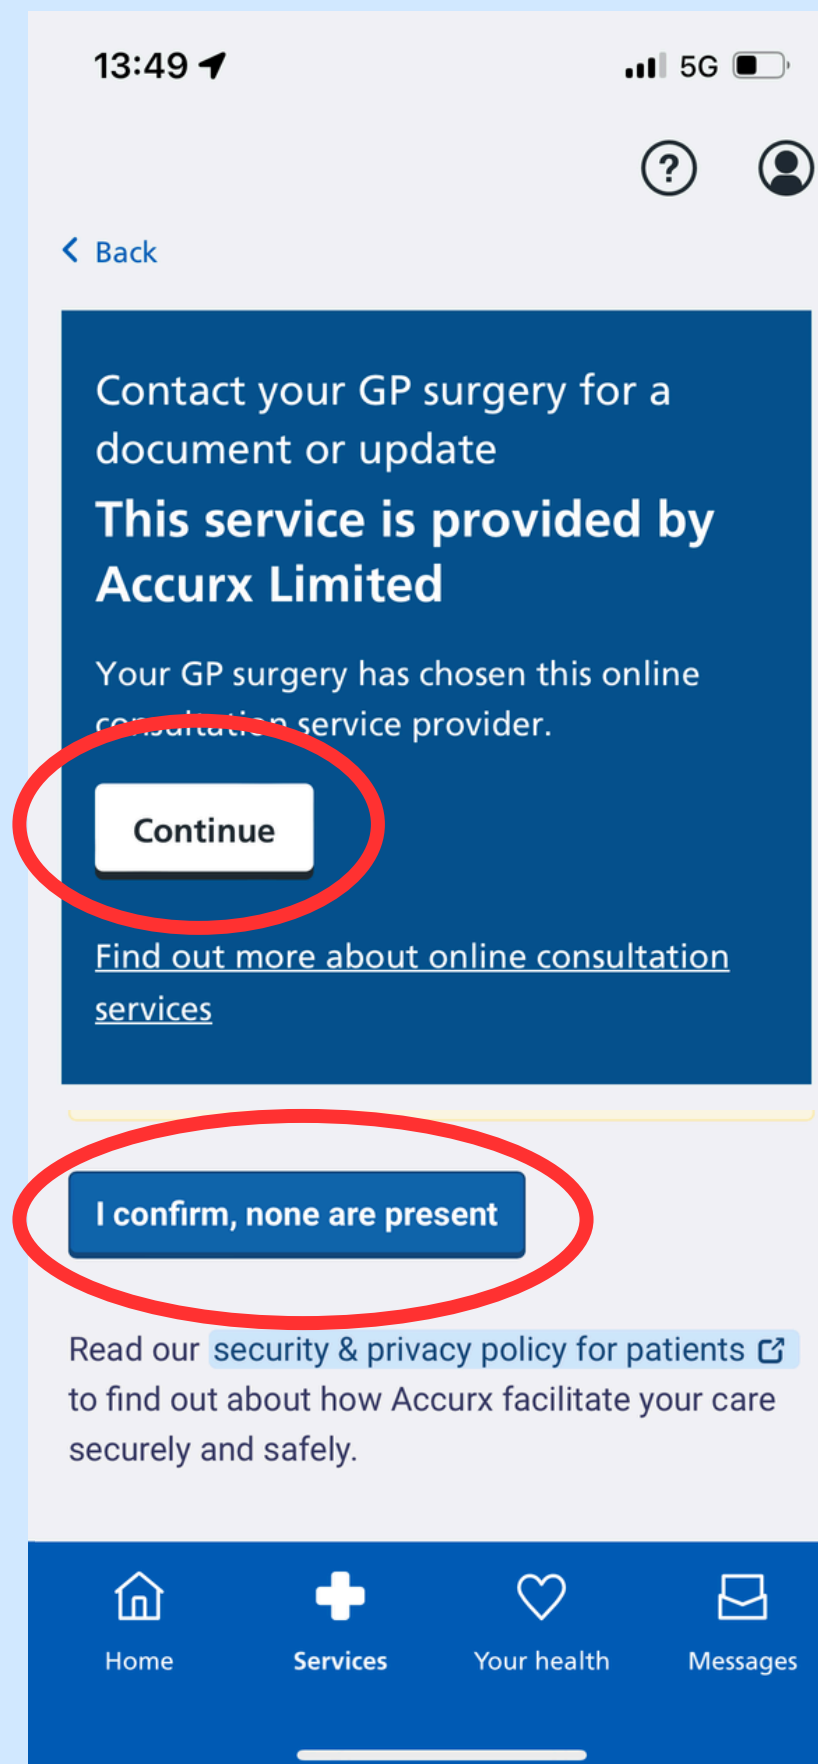 13:49 5G
?
Back
Contact your GP surgery for a
document or update
This service is provided by
Accurx Limited
Your GP surgery has chosen this online
consultation service provider.
Continue
Find out more about online consultation
services
I confirm, none are present
Read our security & privacy policy for patients
to find out about how Accurx facilitate your care
securely and safely.
Home Services Your health Messages